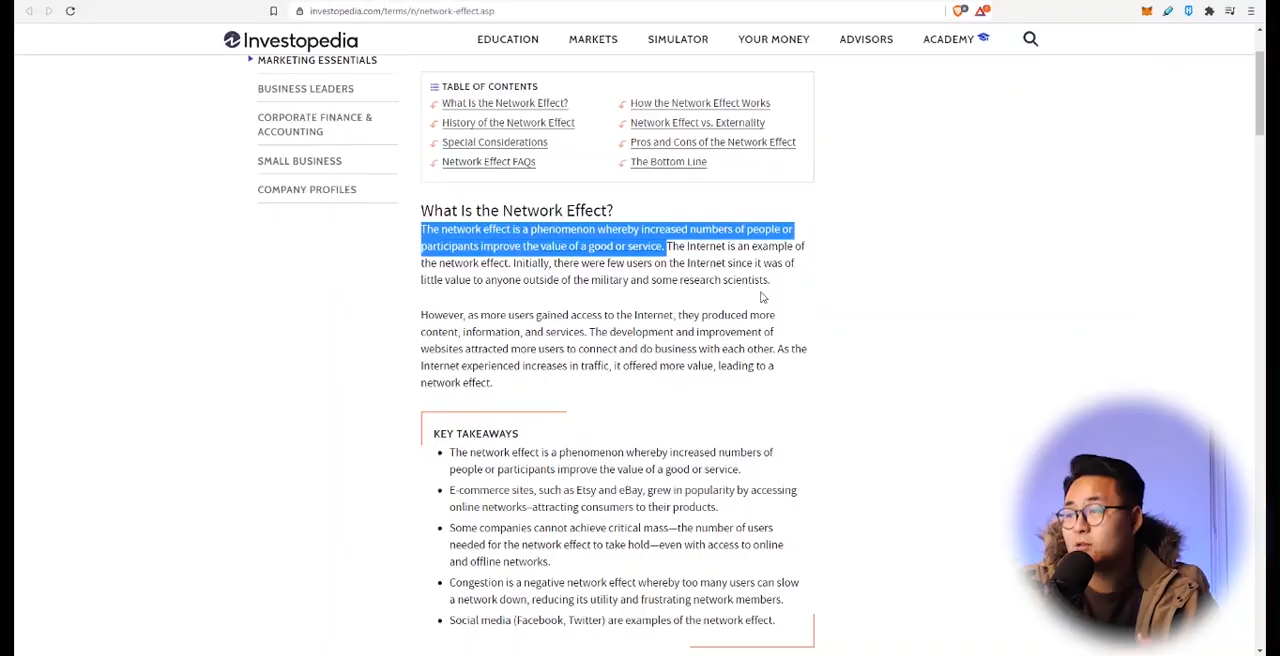 investopedia.com/terms/n/network-effect.asp
Investopedia
EDUCATION
MARKETS
SIMULATOR
YOUR MONEY
ADVISORS
ACADEMY
MARKETING ESSENTIALS
BUSINESS LEADERS
CORPORATE FINANCE &
ACCOUNTING
SMALL BUSINESS
COMPANY PROFILES
TABLE OF CONTENTS
What Is the Network Effect?
How the Network Effect Works
History of the Network Effect
Network Effect vs. Externality
Special Considerations
Pros and Cons of the Network Effect
Network Effect FAQs
The Bottom Line
What Is the Network Effect?
The network effect is a phenomenon whereby increased numbers of people or
participants improve the value of a good or service. The Internet is an example of
the network effect. Initially, there were few users on the Internet since it was of
little value to anyone outside of the military and some research scientists.
However, as more users gained access to the Internet, they produced more
content, information, and services. The development and improvement of
websites attracted more users to connect and do business with each other. As the
Internet experienced increases in traffic, it offered more value, leading to a
network effect.
KEY TAKEAWAYS
• The network effect is a phenomenon whereby increased numbers of
people or participants improve the value of a good or service.
• E-commerce sites, such as Etsy and eBay, grew in popularity by accessing
online networks–attracting consumers to their products.
• Some companies cannot achieve critical mass—the number of users
needed for the network effect to take hold—even with access to online
and offline networks.
• Congestion is a negative network effect whereby too many users can slow
a network down, reducing its utility and frustrating network members.
• Social media (Facebook, Twitter) are examples of the network effect.